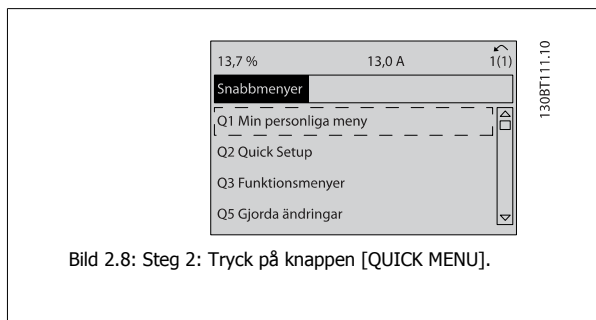 13,7 % 13,0 A 1(1)
Snabbmenyer
Q1 Min personliga meny
Q2 Quick Setup
Q3 Funktionsmenyer
Q5 Gjorda ändringar
130BT111.10
Bild 2.8: Steg 2: Tryck på knappen [QUICK MENU].